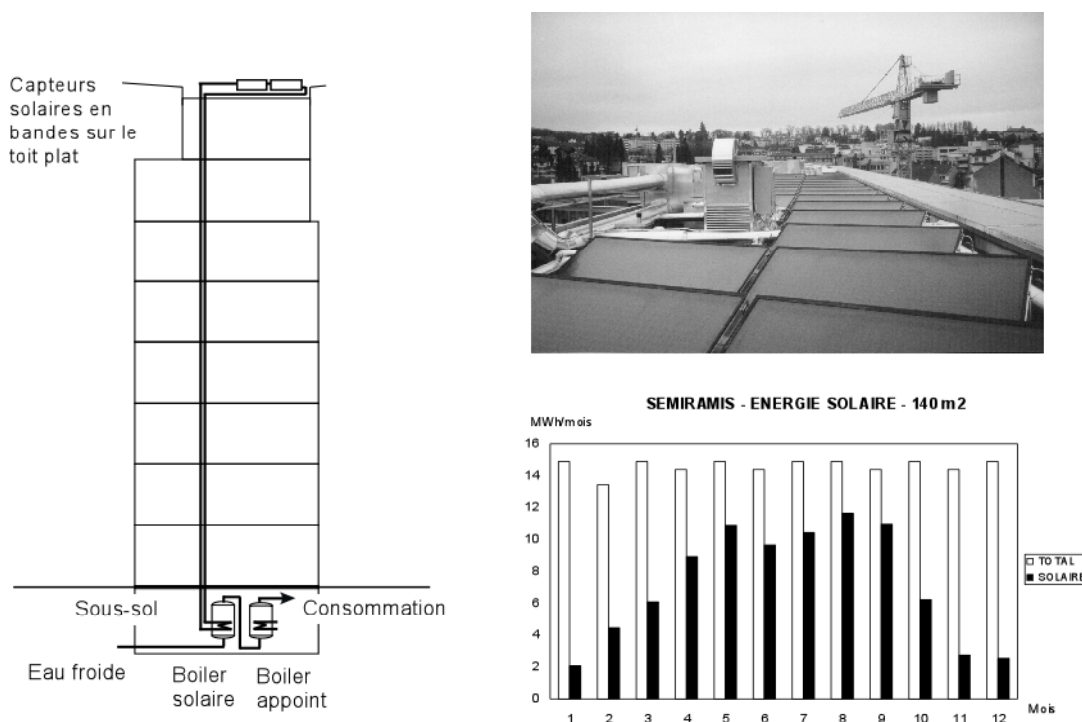 Capteurs
solaires en
bandes sur le
toit plat
Sous-sol
Consommation
Eau froide
Boiler
solaire
Boiler
appoint
SEMIRAMIS - ENERGIE SOLAIRE - 140 m2
MWh/mois
16
14
12
10
8
6
4
2
0
1 2 3 4 5 6 7 8 9 10 11 12
Mois
TOTAL
SOLAIRE